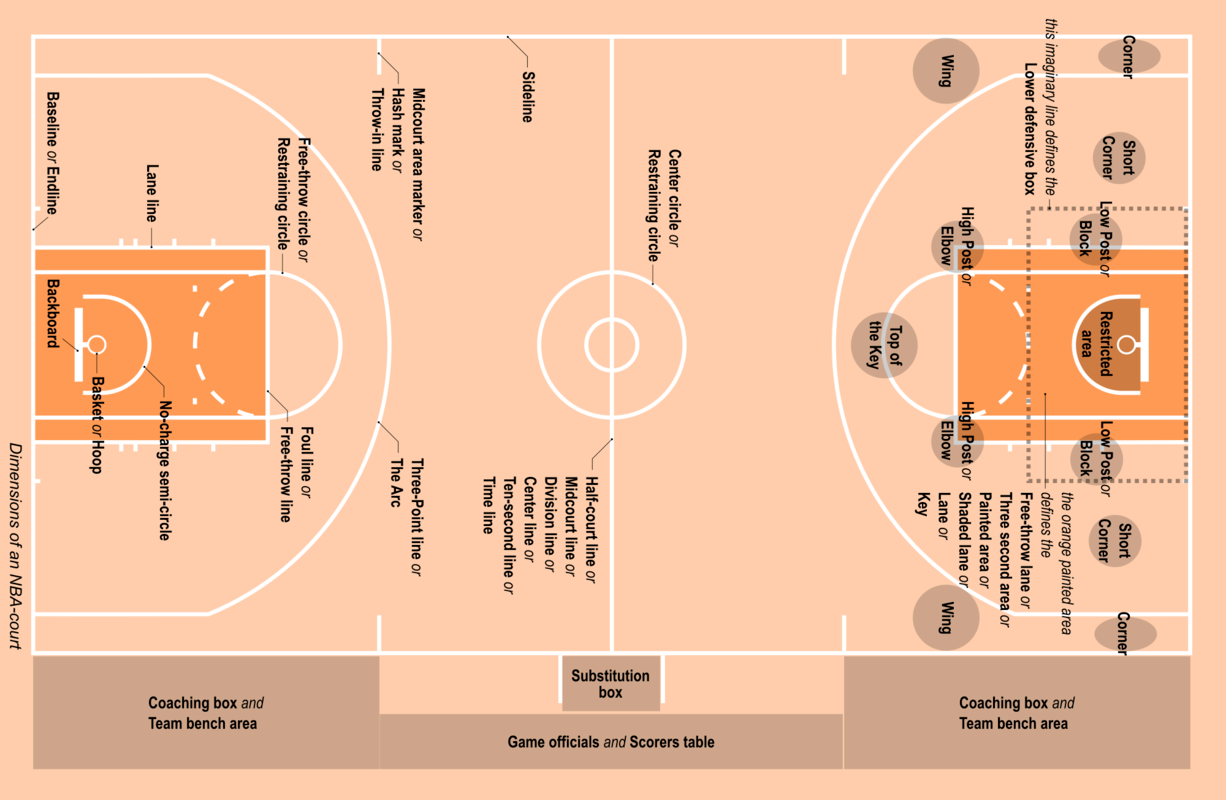 Corner
Wing
this imaginary line defines the
Lower defensive box
Sideline
Midcourt area marker or
Hash mark or
Throw-in line
Baseline or Endline
Short
Corner
Free-throw circle or
Restraining circle
Center circle or
Restraining circle
Lane line
Low Post or
Block
High Post or
Elbow
Backboard
Restricted
area
Top of
the Key
Basket or Hoop
No-charge semi-circle
Foul line or
Free-throw line
Three-Point line or
The Arc
High Post or
Elbow
Low Post or
Block
Half-court line or
Midcourt line or
Division line or
Center line or
Ten-second line or
Time line
the orange painted area
defines the
Free-throw lane or
Three second area or
Painted area or
Shaded lane or
Lane or
Key
Short
Corner
Wing
Corner
Dimensions of an NBA-court
Coaching box and
Team bench area
Substitution
box
Game officials and Scorers table
Coaching box and
Team bench area